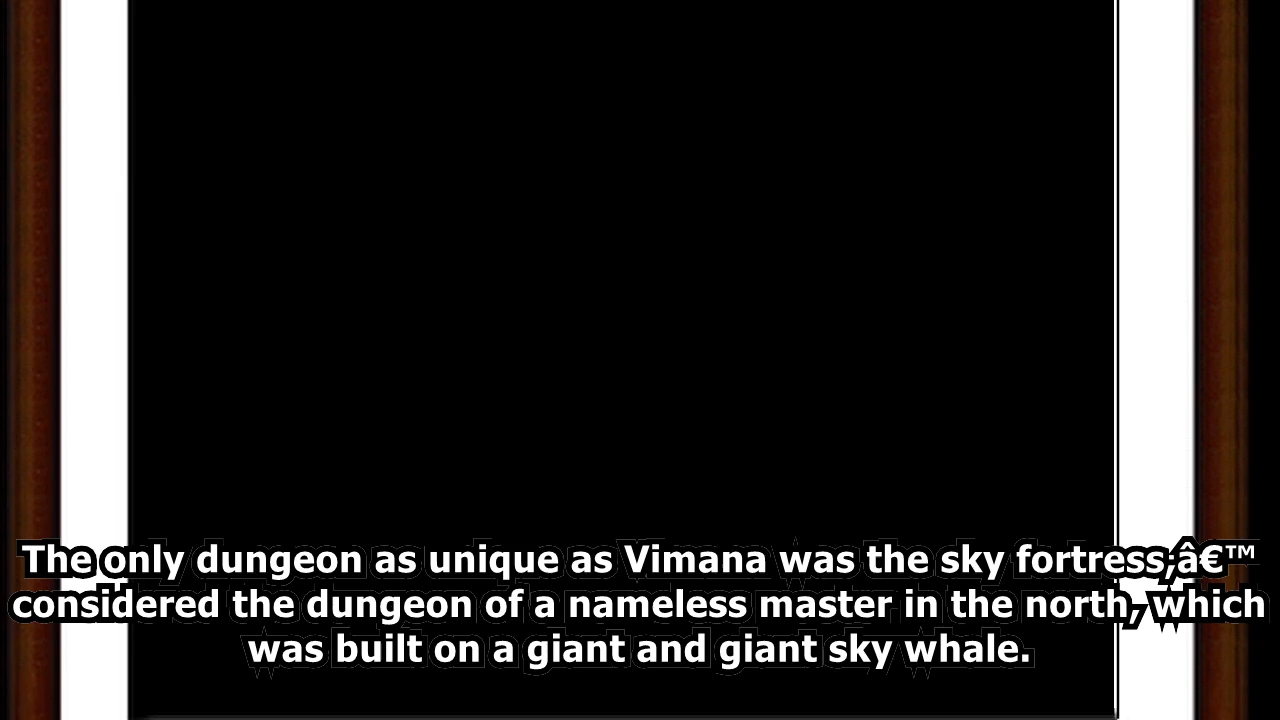 The only dungeon as unique as Vimana was the sky fortress,â€™
considered the dungeon of a nameless master in the north, which
was built on a giant and giant sky whale.